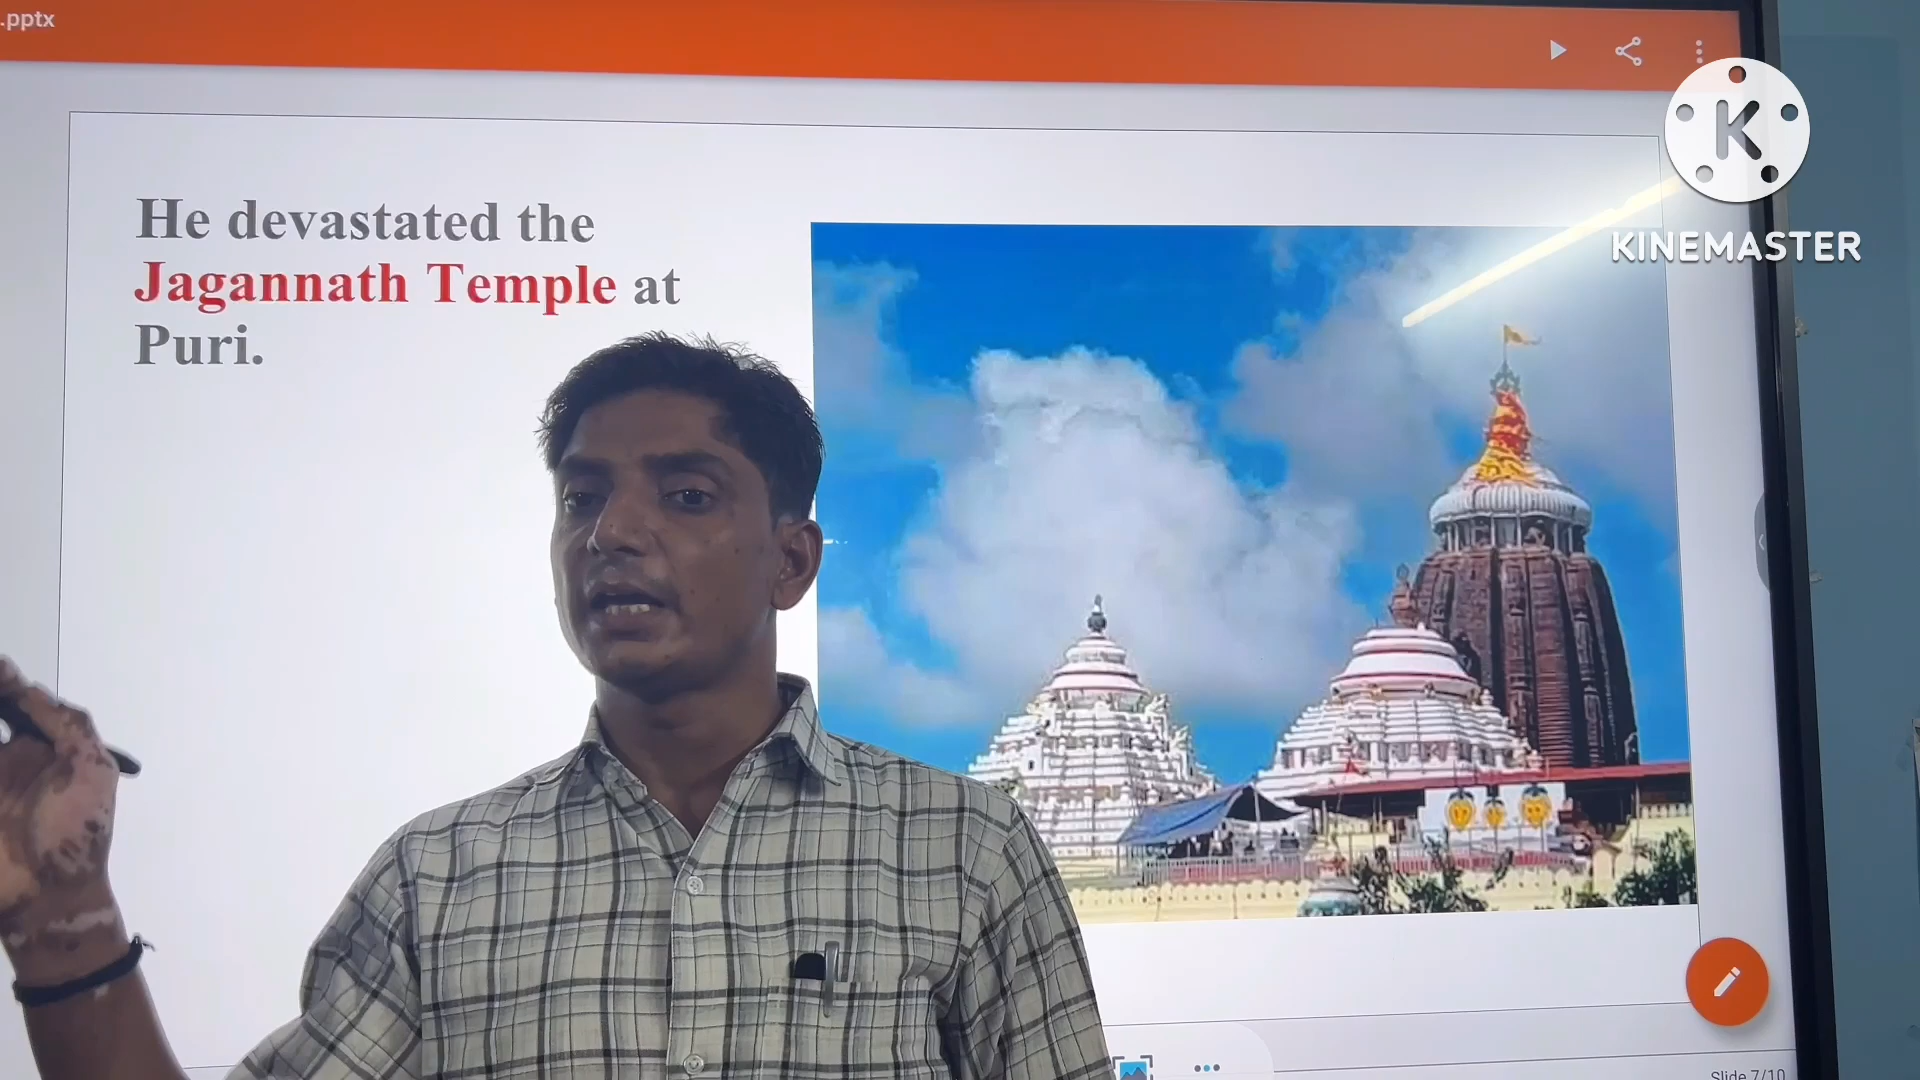 .pptx
K
KINEMASTER
He devastated the
Jagannath Temple at
Puri.
Slide 7/10